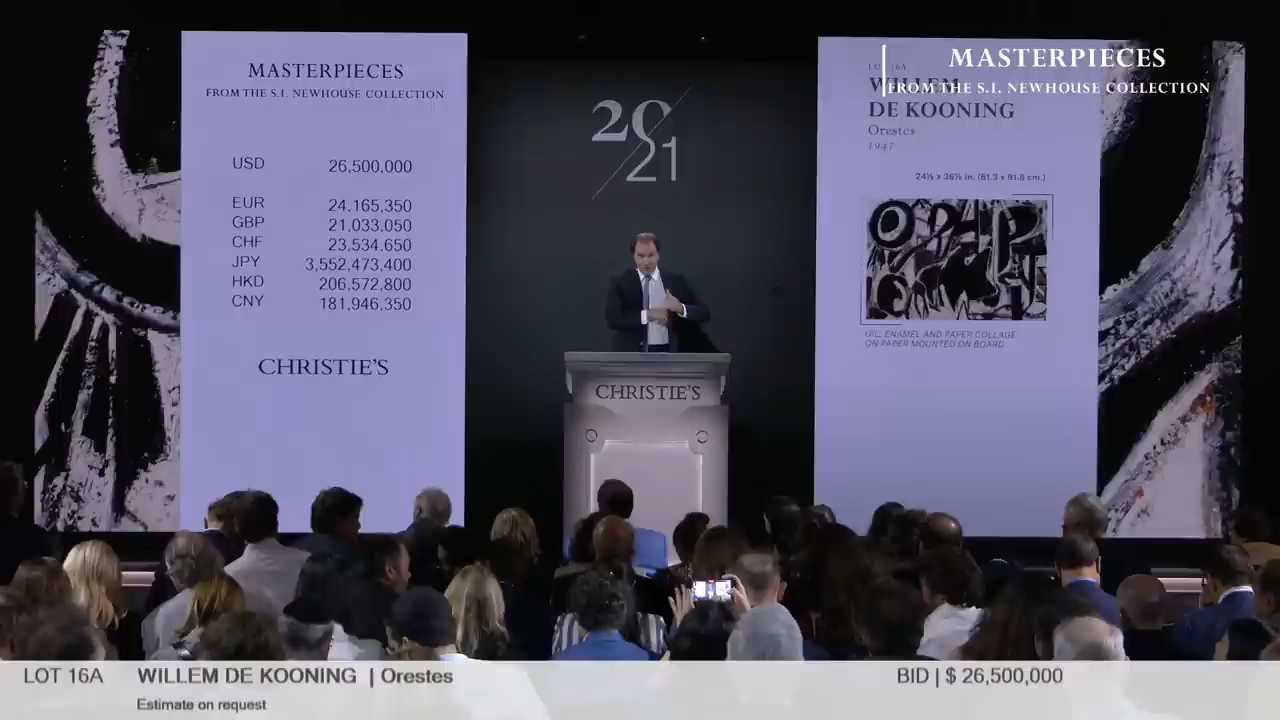 MASTERPIECES
FROM THE S.I. NEWHOUSE COLLECTION
USD 26,500,000
EUR 24,165,350
GBP 21,033,050
CHF 23,534,650
JPY 3,552,473,400
HKD 206,572,800
CNY 181,946,350
CHRISTIE'S
20
21
CHRISTIE'S
MASTERPIECES
FROM THE S.I. NEWHOUSE COLLECTION
WILLEM
DE KOONING
Orestes
1947
24⅛ x 36⅛ in. (61.3 x 91.8 cm.)
OIL, ENAMEL AND PAPER COLLAGE
ON PAPER MOUNTED ON BOARD
LOT 16A WILLEM DE KOONING | Orestes BID | $ 26,500,000
Estimate on request